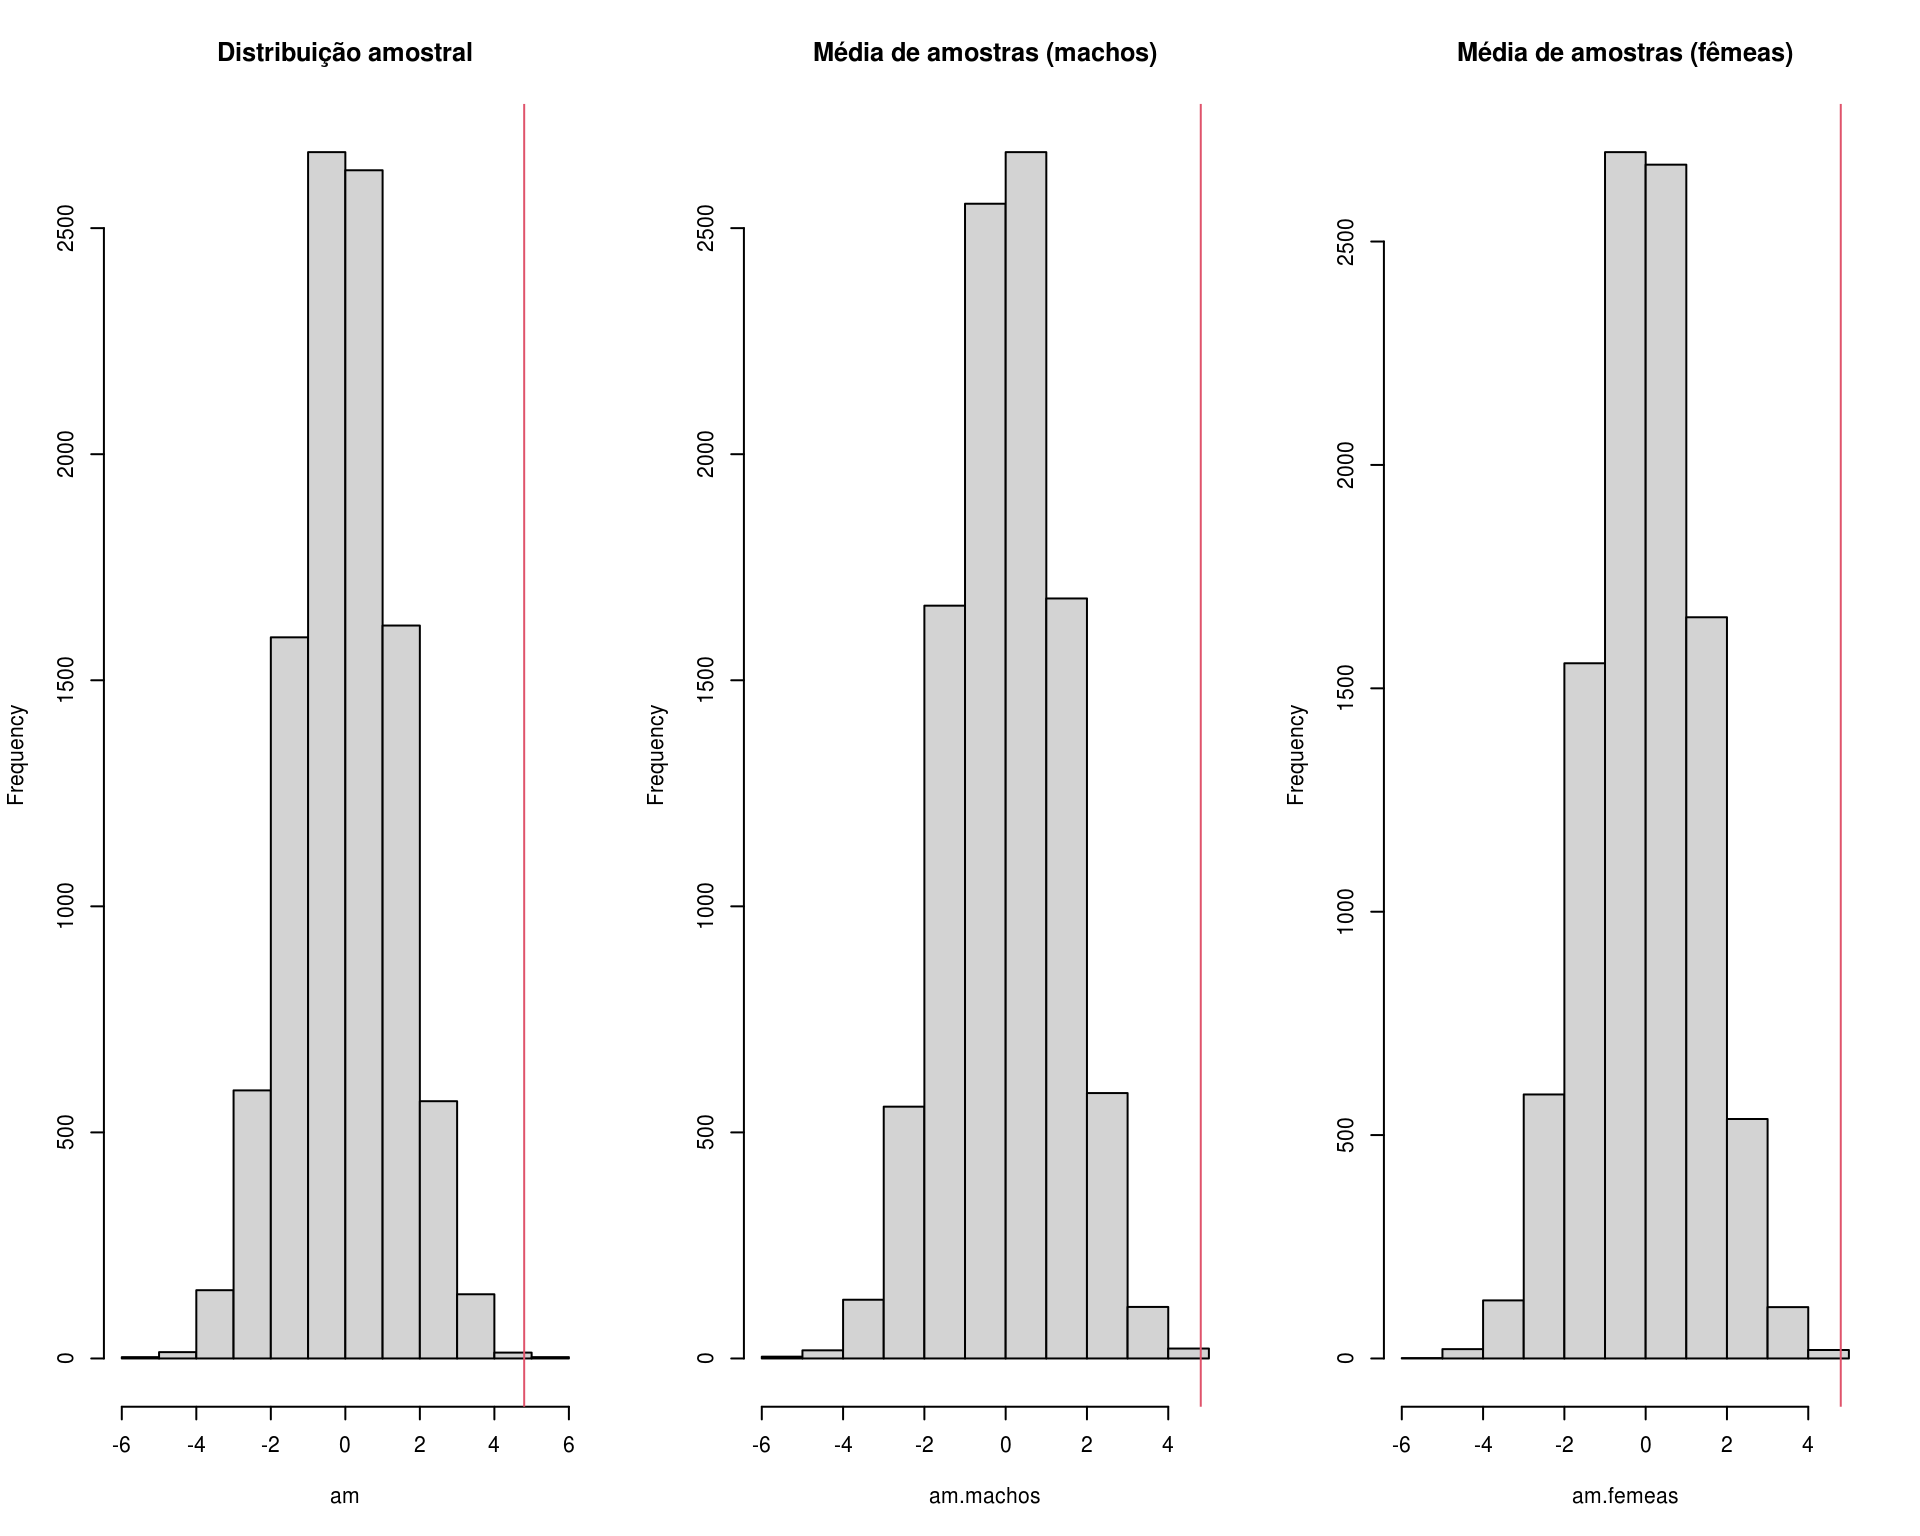 Distribuição amostral
Frequency
2500
2000
1500
1000
500
0
-6 -4 -2 0 2 4 6
am
Média de amostras (machos)
Frequency
2500
2000
1500
1000
500
0
-6 -4 -2 0 2 4
am.machos
Média de amostras (fêmeas)
Frequency
2500
2000
1500
1000
500
0
-6 -4 -2 0 2 4
am.femeas